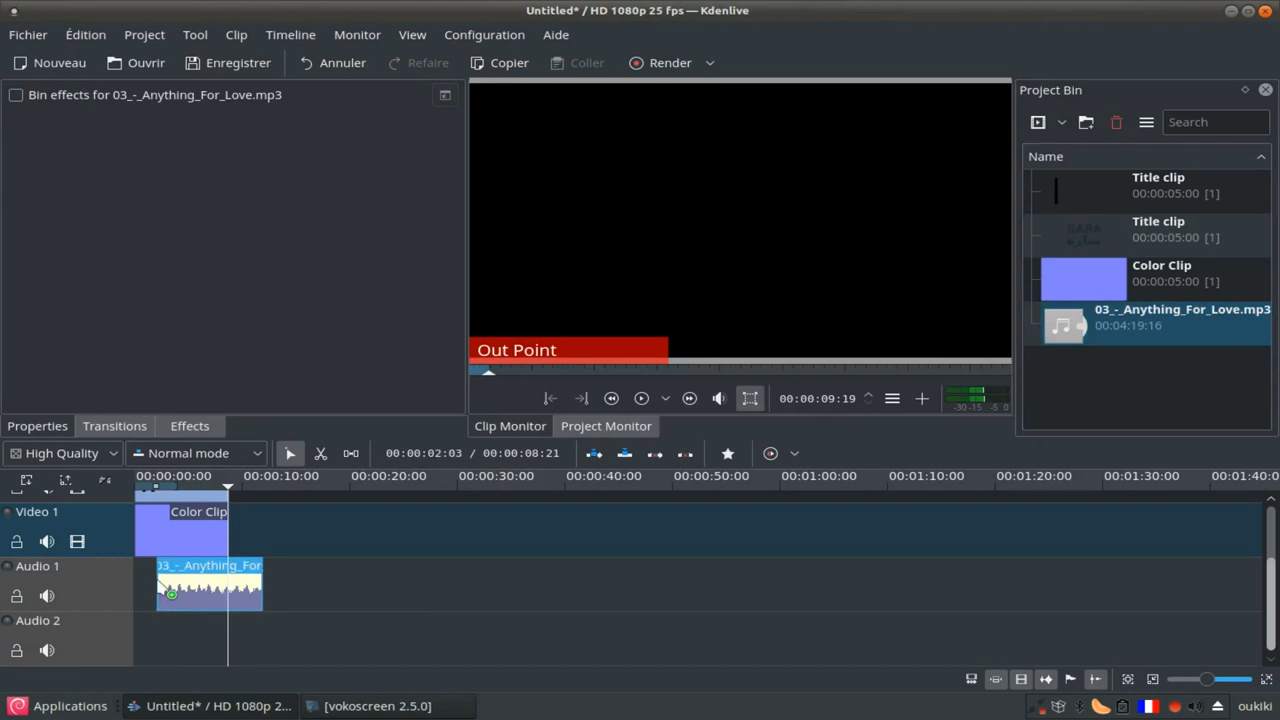 Untitled* / HD 1080p 25 fps — Kdenlive
Fichier Édition Project Tool Clip Timeline Monitor View Configuration Aide
Nouveau Ouvrir Enregistrer Annuler Refaire Copier Coller Render
Bin effects for 03_-_Anything_For_Love.mp3
Out Point
-30 -15 -5 0
00:00:09:19
Project Bin
Search
Name
Title clip
00:00:05:00 [1]
Title clip
00:00:05:00 [1]
SARA
سارة
Color Clip
00:00:05:00 [1]
03_-_Anything_For_Love.mp3
00:04:19:16
Properties Transitions Effects
Clip Monitor Project Monitor
High Quality Normal mode 00:00:02:03 / 00:00:08:21
00:00:00:00 00:00:10:00 00:00:20:00 00:00:30:00 00:00:40:00 00:00:50:00 00:01:00:00 00:01:10:00 00:01:20:00 00:01:30:00 00:01:40:0
Video 1
Color Clip
Audio 1
03_-_Anything_For
Audio 2
Applications Untitled* / HD 1080p 2... [vokoscreen 2.5.0] oukiki